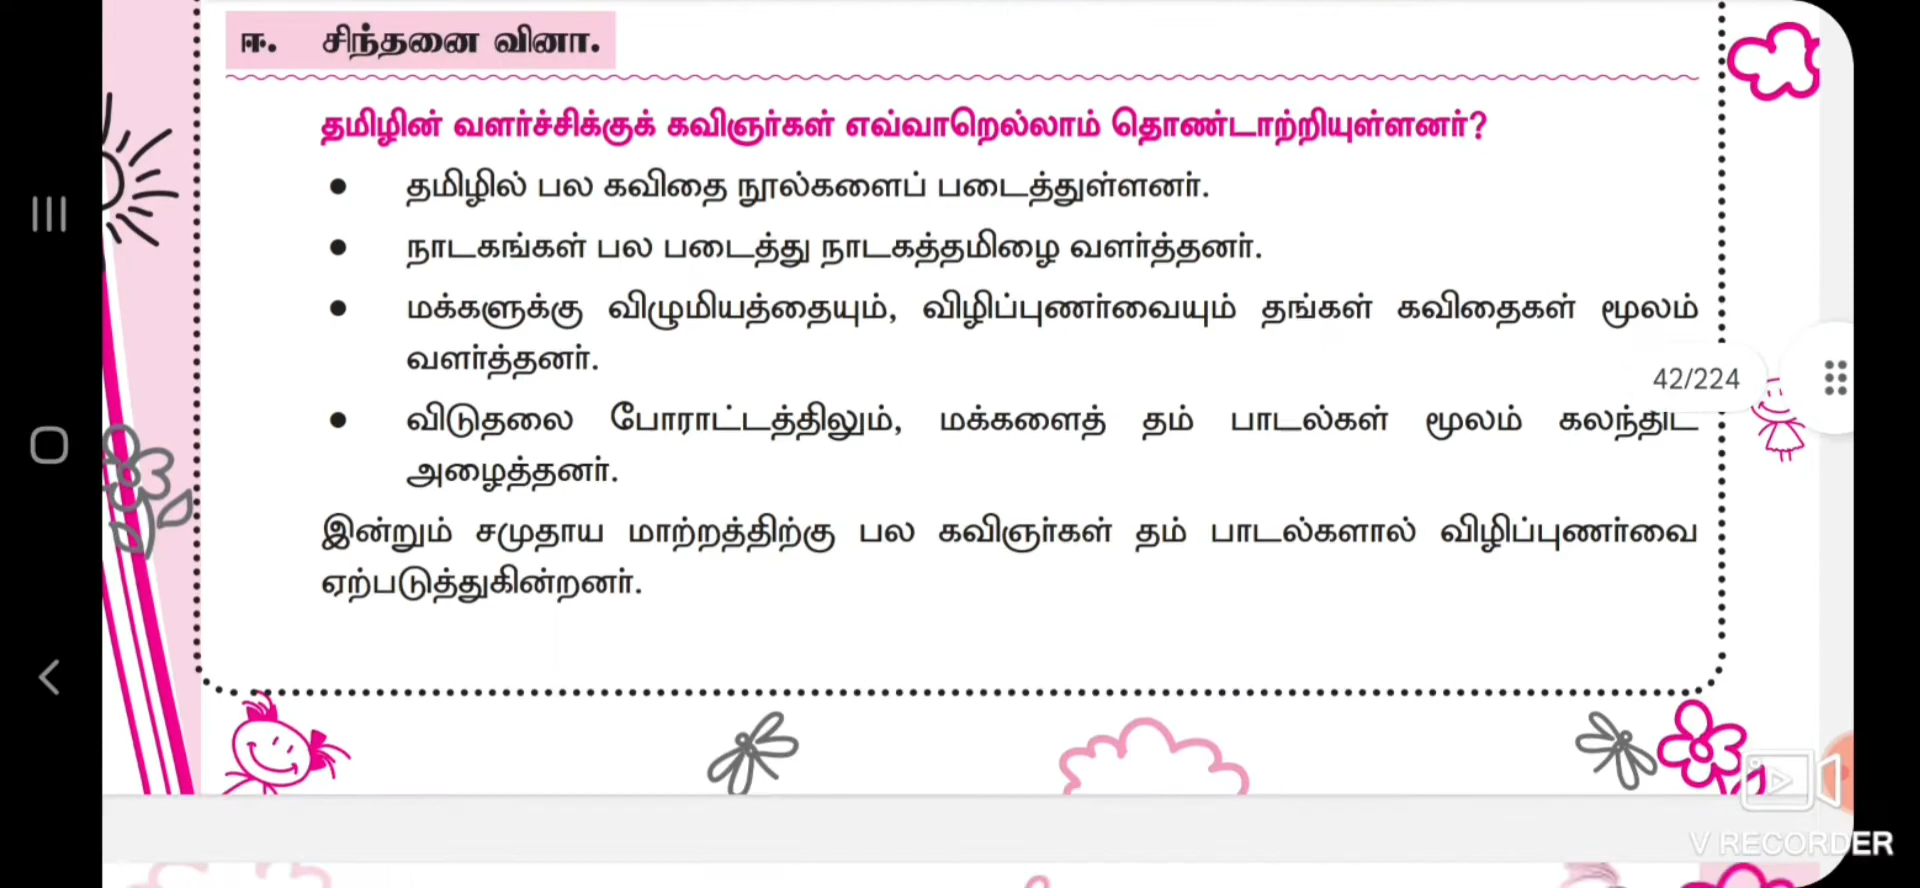 ஈ. சிந்தனை வினா.
தமிழின் வளர்ச்சிக்குக் கவிஞர்கள் எவ்வாறெல்லாம் தொண்டாற்றியுள்ளனர்?
● தமிழில் பல கவிதை நூல்களைப் படைத்துள்ளனர்.
● நாடகங்கள் பல படைத்து நாடகத்தமிழை வளர்த்தனர்.
● மக்களுக்கு விழுமியத்தையும், விழிப்புணர்வையும் தங்கள் கவிதைகள் மூலம்
வளர்த்தனர்.
42/224
● விடுதலை போராட்டத்திலும், மக்களைத் தம் பாடல்கள் மூலம் கலந்திட
அழைத்தனர்.
இன்றும் சமுதாய மாற்றத்திற்கு பல கவிஞர்கள் தம் பாடல்களால் விழிப்புணர்வை
ஏற்படுத்துகின்றனர்.
V RECORDER